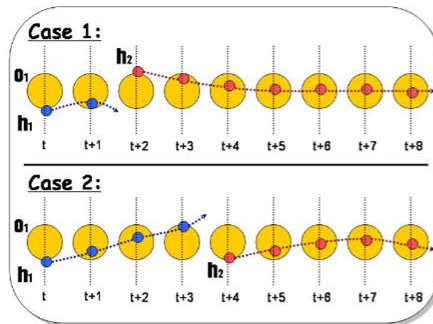 Case 1:
h₂
o₁
h₁
t t+1 t+2 t+3 t+4 t+5 t+6 t+7 t+8
Case 2:
o₁
h₁ h₂
t t+1 t+2 t+3 t+4 t+5 t+6 t+7 t+8